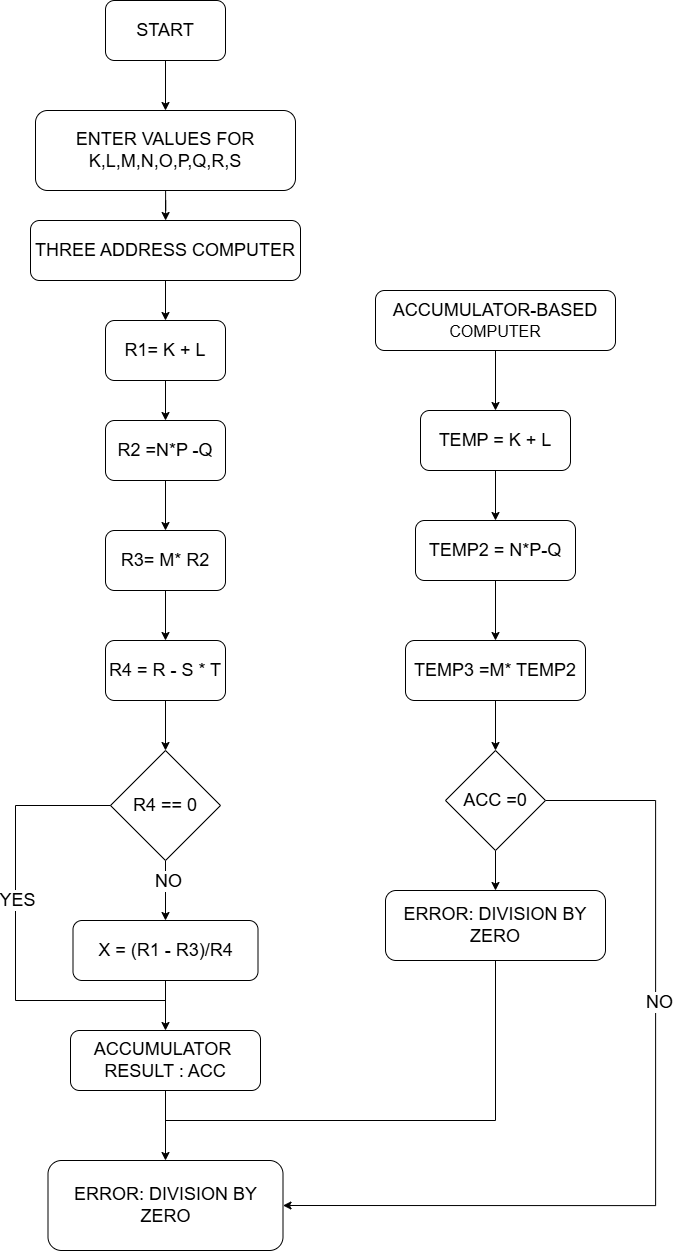 START
ENTER VALUES FOR
K,L,M,N,O,P,Q,R,S
THREE ADDRESS COMPUTER
R1= K + L
R2 =N*P -Q
R3= M* R2
R4 = R - S * T
R4 == 0
YES
NO
X = (R1 - R3)/R4
ACCUMULATOR
RESULT : ACC
ERROR: DIVISION BY
ZERO
ACCUMULATOR-BASED
COMPUTER
TEMP = K + L
TEMP2 = N*P-Q
TEMP3 =M* TEMP2
ACC =0
ERROR: DIVISION BY
ZERO
NO